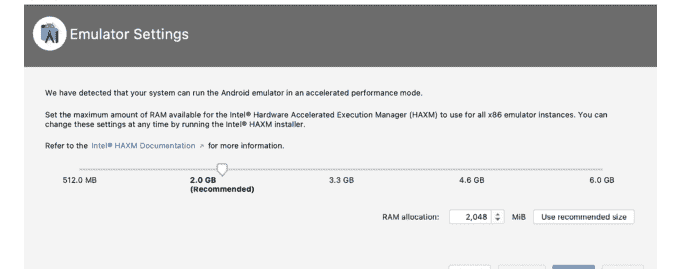 Emulator Settings
We have detected that your system can run the Android emulator in an accelerated performance mode.
Set the maximum amount of RAM available for the Intel® Hardware Accelerated Execution Manager (HAXM) to use for all x86 emulator instances. You can
change these settings at any time by running the Intel® HAXM installer.
Refer to the Intel® HAXM Documentation ↗ for more information.
512.0 MB 2.0 GB 3.3 GB 4.6 GB 6.0 GB
(Recommended)
RAM allocation: 2,048 MiB Use recommended size